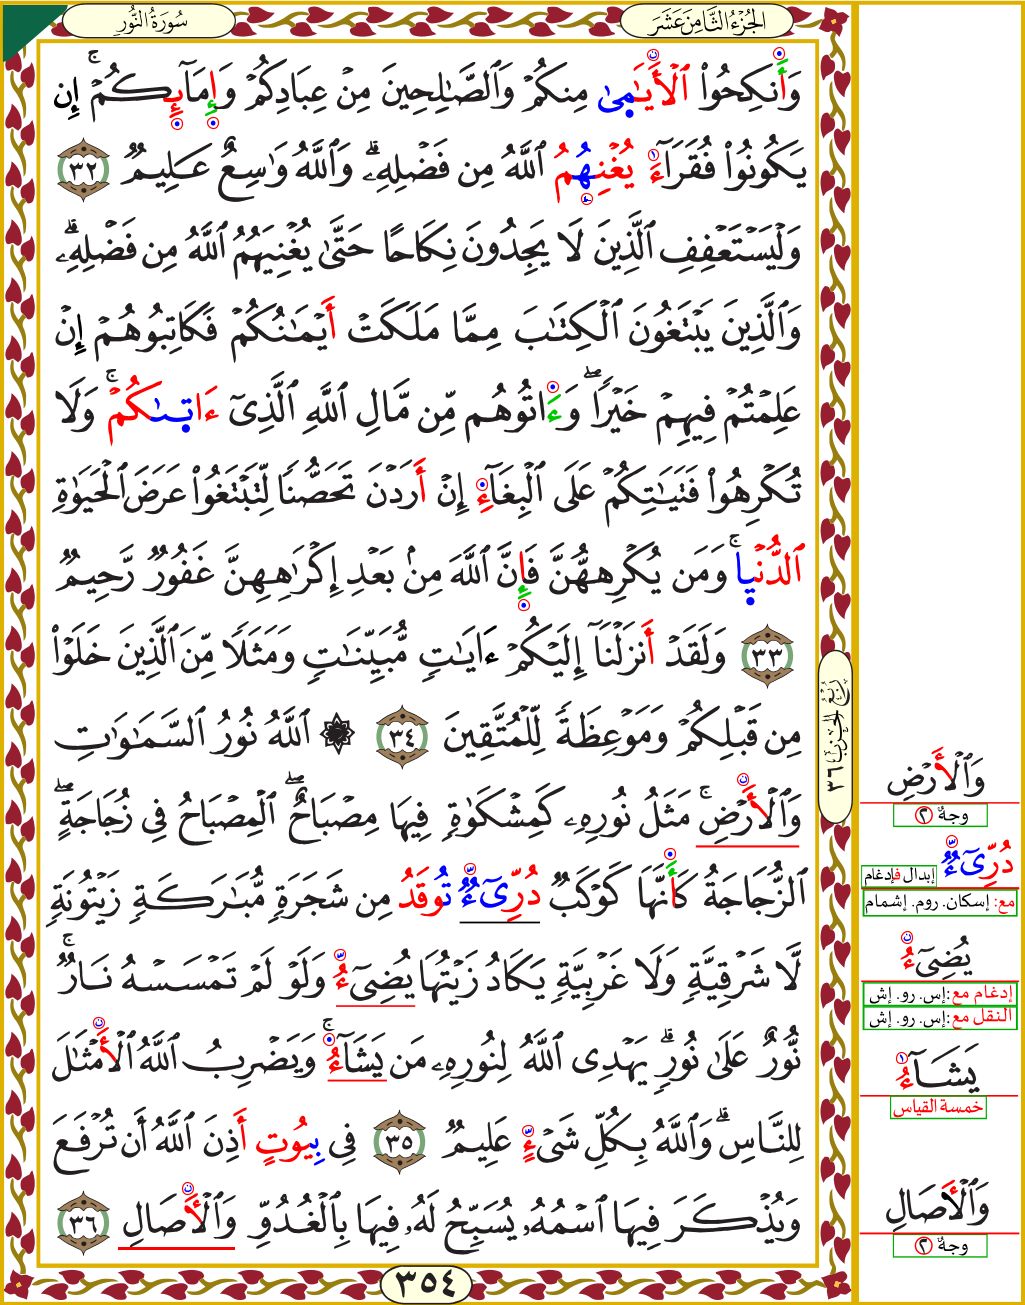 الجُزْءُ الثَّامِنَ عَشَرَ
سُورَةُ النُّورِ
وَأَنكِحُوا۟ ٱلْأَيَٰمَىٰ مِنكُمْ وَٱلصَّٰلِحِينَ مِنْ عِبَادِكُمْ وَإِمَآئِكُمْ ۚ إِن
يَكُونُوا۟ فُقَرَآءَ يُغْنِهِمُ ٱللَّهُ مِن فَضْلِهِۦ ۗ وَٱللَّهُ وَٰسِعٌ عَلِيمٌ ٣٢
وَلْيَسْتَعْفِفِ ٱلَّذِينَ لَا يَجِدُونَ نِكَاحًا حَتَّىٰ يُغْنِيَهُمُ ٱللَّهُ مِن فَضْلِهِۦ ۗ
وَٱلَّذِينَ يَبْتَغُونَ ٱلْكِتَٰبَ مِمَّا مَلَكَتْ أَيْمَٰنُكُمْ فَكَاتِبُوهُمْ إِنْ
عَلِمْتُمْ فِيهِمْ خَيْرًا ۖ وَءَاتُوهُم مِّن مَّالِ ٱللَّهِ ٱلَّذِىٓ ءَاتَىٰكُمْ ۚ وَلَا
تُكْرِهُوا۟ فَتَيَٰتِكُمْ عَلَى ٱلْبِغَآءِ إِنْ أَرَدْنَ تَحَصُّنًا لِّتَبْتَغُوا۟ عَرَضَ ٱلْحَيَوٰةِ
ٱلدُّنْيَا ۚ وَمَن يُكْرِههُّنَّ فَإِنَّ ٱللَّهَ مِنۢ بَعْدِ إِكْرَٰهِهِنَّ غَفُورٌ رَّحِيمٌ
٣٣ وَلَقَدْ أَنزَلْنَآ إِلَيْكُمْ ءَايَٰتٍ مُّبَيِّنَٰتٍ وَمَثَلًا مِّنَ ٱلَّذِينَ خَلَوْا۟
مِن قَبْلِكُمْ وَمَوْعِظَةً لِّلْمُتَّقِينَ ٣٤ ۞ ٱللَّهُ نُورُ ٱلسَّمَٰوَٰتِ
وَٱلْأَرْضِ ۚ مَثَلُ نُورِهِۦ كَمِشْكَوٰةٍ فِيهَا مِصْبَاحٌ ۖ ٱلْمِصْبَاحُ فِى زُجَاجَةٍ ۖ
ٱلزُّجَاجَةُ كَأَنَّهَا كَوْكَبٌ دُرِّىٓءٌ تُوقَدُ مِن شَجَرَةٍ مُّبَٰرَكَةٍ زَيْتُونَةٍ
لَّا شَرْقِيَّةٍ وَلَا غَرْبِيَّةٍ يَكَادُ زَيْتُهَا يُضِىٓءُ وَلَوْ لَمْ تَمْسَسْهُ نَارٌ ۚ
نُّورٌ عَلَىٰ نُورٍ ۗ يَهْدِى ٱللَّهُ لِنُورِهِۦ مَن يَشَآءُ ۚ وَيَضْرِبُ ٱللَّهُ ٱلْأَمْثَٰلَ
لِلنَّاسِ ۗ وَٱللَّهُ بِكُلِّ شَىْءٍ عَلِيمٌ ٣٥ فِى بِيُوتٍ أَذِنَ ٱللَّهُ أَن تُرْفَعَ
وَيُذْكَرَ فِيهَا ٱسْمُهُۥ يُسَبِّحُ لَهُۥ فِيهَا بِٱلْغُدُوِّ وَٱلْأَصَالِ ٣٦
٣٥٤
رُبْعُ الحِزْب ٣٦
وَٱلْأَرْضِ
وجهٌ ٢
دُرِّىٓءٌ
إبدال فإدغام
مع: إسكان. روم. إشمام
يُضِىٓءُ
إدغام مع: إس. رو. إش
النقل مع: إس. رو. إش
يَشَآءُ
خمسة القياس
وَٱلْأَصَالِ
وجهٌ ٢